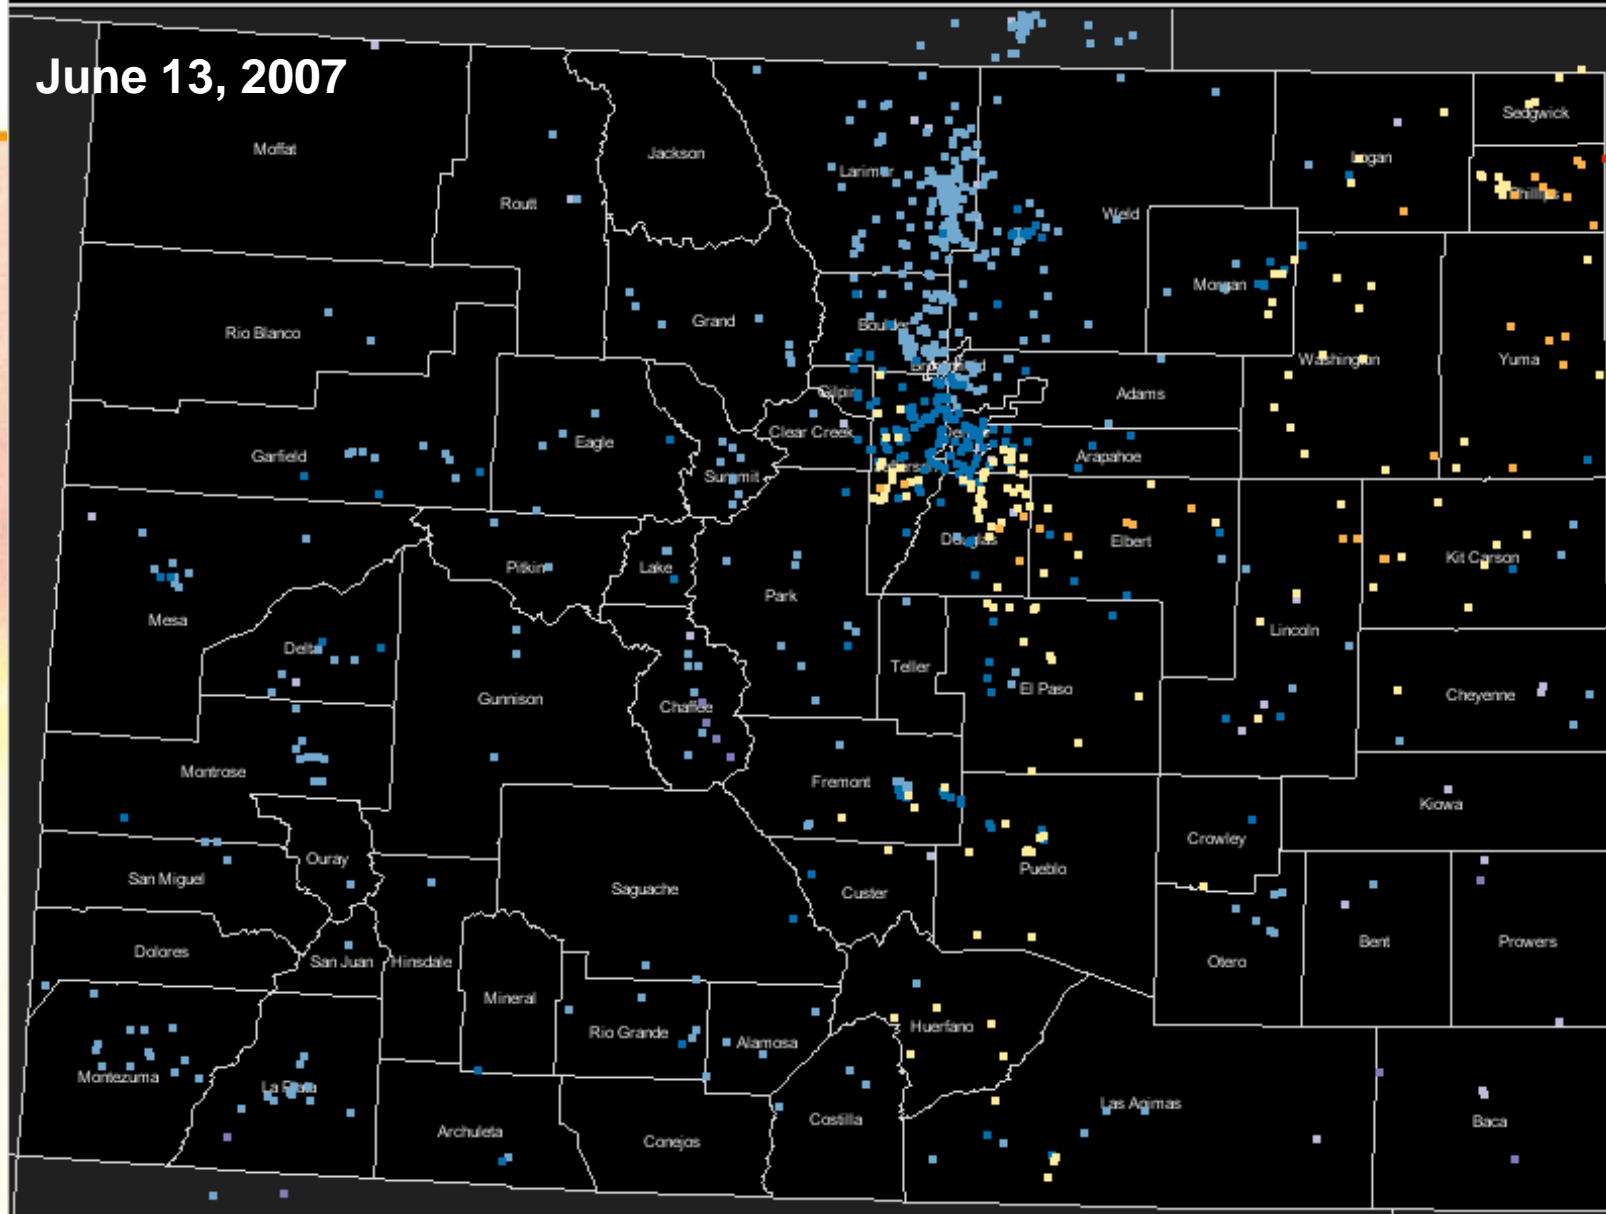 June 13, 2007
Sedgwick
Moffat
Jackson
Logan
Larimer
Phillips
Routt
Weld
Morgan
Grand
Boulder
Rio Blanco
Washington
Yuma
Broomfield
Gilpin
Adams
Clear Creek
Denver
Eagle
Garfield
Arapahoe
Jefferson
Summit
Douglas
Elbert
Kit Carson
Pitkin
Lake
Park
Mesa
Lincoln
Delta
Teller
El Paso
Cheyenne
Gunnison
Chaffee
Montrose
Fremont
Kiowa
Crowley
Ouray
Pueblo
San Miguel
Saguache
Custer
Bent
Prowers
Dolores
San Juan
Hinsdale
Otero
Mineral
Huerfano
Rio Grande
Alamosa
Montezuma
La Plata
Las Animas
Costilla
Baca
Archuleta
Conejos